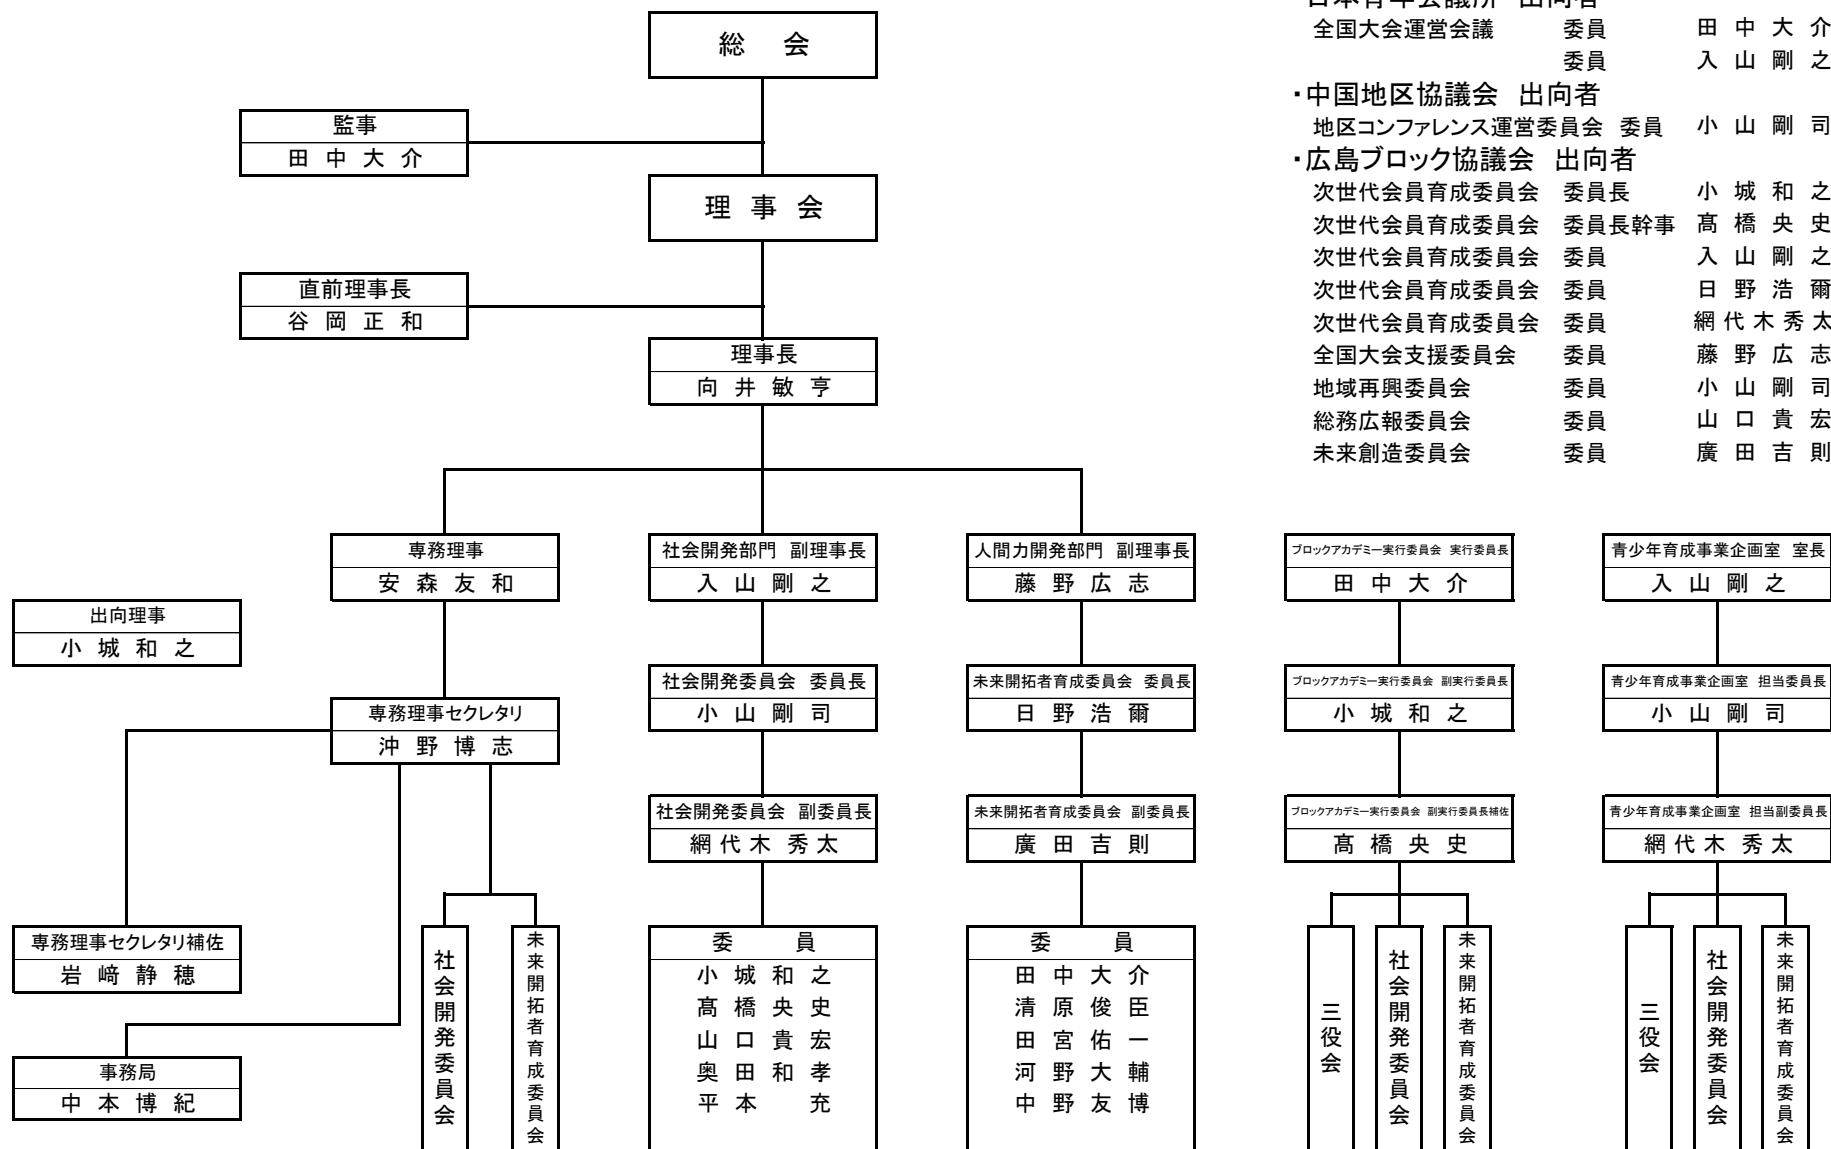 日本青年会議所 出向者
全国大会運営会議 委員 田中大介
委員 入山剛之
・中国地区協議会 出向者
地区コンファレンス運営委員会 委員 小山剛司
・広島ブロック協議会 出向者
次世代会員育成委員会 委員長 小城和之
次世代会員育成委員会 委員長幹事 髙橋央史
次世代会員育成委員会 委員 入山剛之
次世代会員育成委員会 委員 日野浩爾
次世代会員育成委員会 委員 網代木秀太
全国大会支援委員会 委員 藤野広志
地域再興委員会 委員 小山剛司
総務広報委員会 委員 山口貴宏
未来創造委員会 委員 廣田吉則
総会
監事
田中大介
理事会
直前理事長
谷岡正和
理事長
向井敏亨
出向理事
小城和之
専務理事
安森友和
専務理事セクレタリ
沖野博志
専務理事セクレタリ補佐
岩﨑静穂
事務局
中本博紀
社会開発委員会
未来開拓者育成委員会
社会開発部門 副理事長
入山剛之
社会開発委員会 委員長
小山剛司
社会開発委員会 副委員長
網代木秀太
委員
小城和之
髙橋央史
山口貴宏
奥田和孝
平本 充
人間力開発部門 副理事長
藤野広志
未来開拓者育成委員会 委員長
日野浩爾
未来開拓者育成委員会 副委員長
廣田吉則
委員
田中大介
清原俊臣
田宮佑一
河野大輔
中野友博
ブロックアカデミー実行委員会 実行委員長
田中大介
ブロックアカデミー実行委員会 副実行委員長
小城和之
ブロックアカデミー実行委員会 副実行委員長補佐
髙橋央史
三役会
社会開発委員会
未来開拓者育成委員会
青少年育成事業企画室 室長
入山剛之
青少年育成事業企画室 担当委員長
小山剛司
青少年育成事業企画室 担当副委員長
網代木秀太
三役会
社会開発委員会
未来開拓者育成委員会